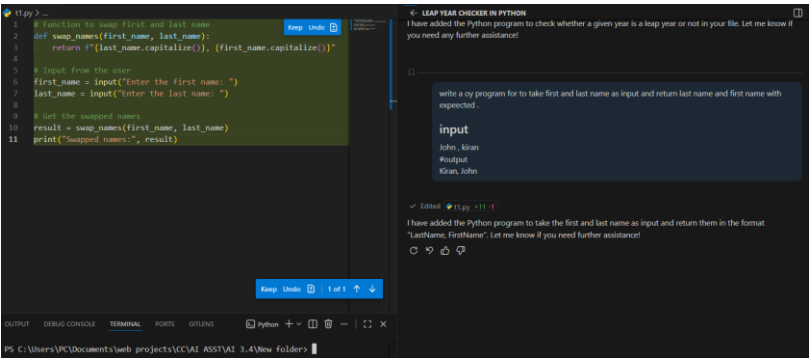 t1.py > ...
1 # Function to swap first and last name
2 def swap_names(first_name, last_name):
3 return f"{last_name.capitalize()}, {first_name.capitalize()}"
4
5 # Input from the user
6 first_name = input("Enter the first name: ")
7 last_name = input("Enter the last name: ")
8
9 # Get the swapped names
10 result = swap_names(first_name, last_name)
11 print("Swapped names:", result)
Keep Undo
Keep Undo 1 of 1
OUTPUT DEBUG CONSOLE TERMINAL PORTS GITLENS
Python
PS C:\Users\PC\Documents\web projects\CC\AI ASST\AI 3.4\New folder>
LEAP YEAR CHECKER IN PYTHON
I have added the Python program to check whether a given year is a leap year or not in your file. Let me know if
you need any further assistance!
write a oy program for to take first and last name as input and return last name and first name with
expeected .
input
John , kiran
#output
Kiran, John
Edited t1.py +11 -1
I have added the Python program to take the first and last name as input and return them in the format
"LastName, FirstName". Let me know if you need further assistance!